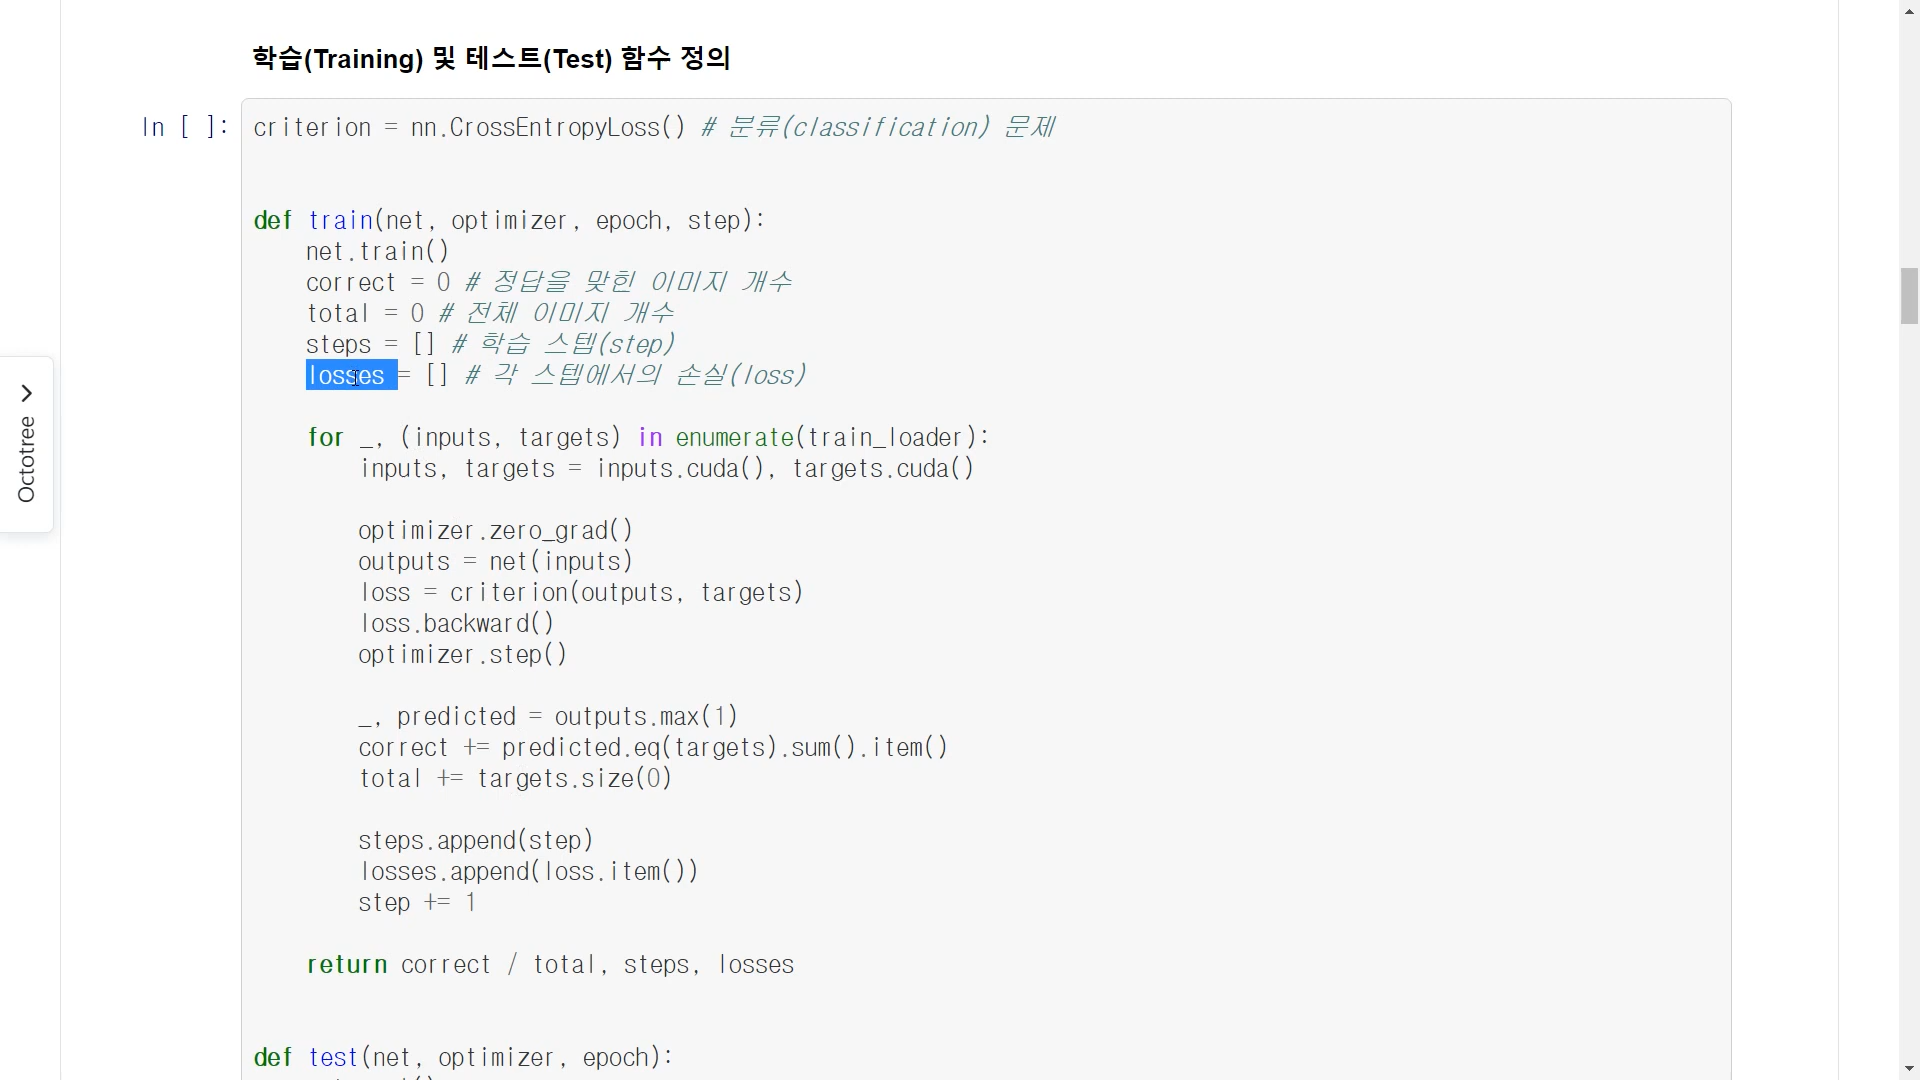 학습(Training) 및 테스트(Test) 함수 정의
In [ ]: criterion = nn.CrossEntropyLoss() # 분류(classification) 문제
def train(net, optimizer, epoch, step):
    net.train()
    correct = 0 # 정답을 맞힌 이미지 개수
    total = 0 # 전체 이미지 개수
    steps = [] # 학습 스텝(step)
    losses = [] # 각 스텝에서의 손실(loss)
    for _, (inputs, targets) in enumerate(train_loader):
        inputs, targets = inputs.cuda(), targets.cuda()
        optimizer.zero_grad()
        outputs = net(inputs)
        loss = criterion(outputs, targets)
        loss.backward()
        optimizer.step()
        _, predicted = outputs.max(1)
        correct += predicted.eq(targets).sum().item()
        total += targets.size(0)
        steps.append(step)
        losses.append(loss.item())
        step += 1
    return correct / total, steps, losses
def test(net, optimizer, epoch):
Octotree